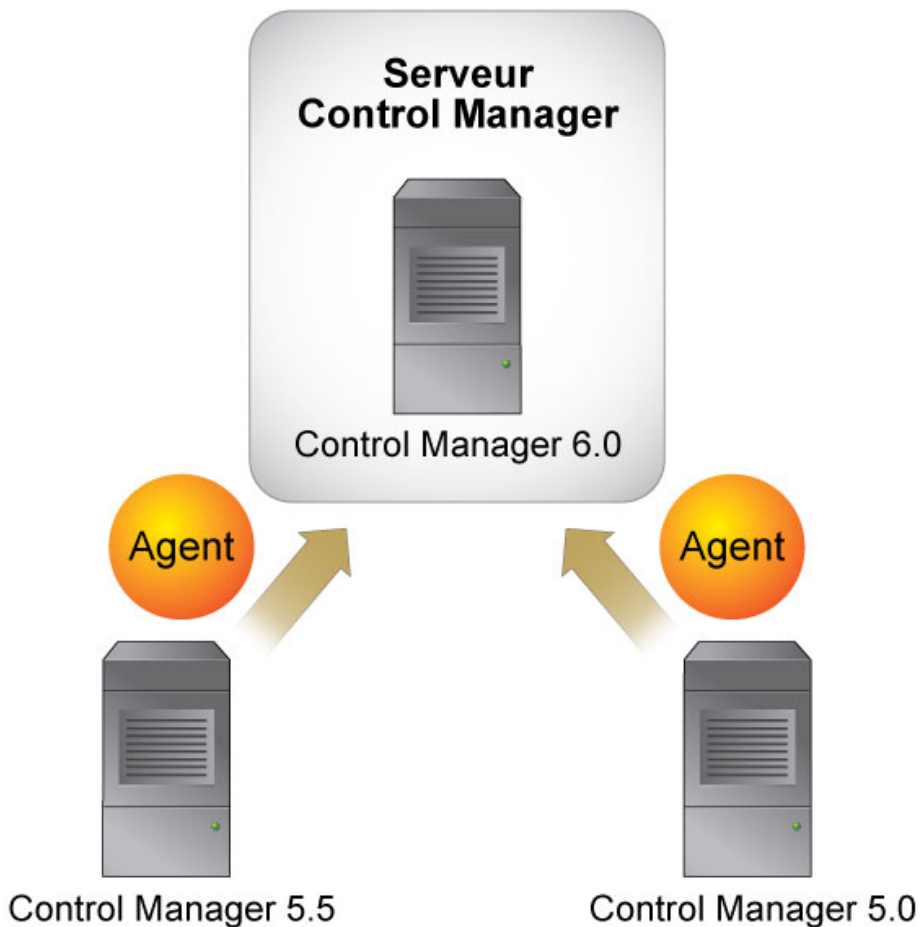 Serveur
Control Manager
Control Manager 6.0
Agent
Agent
Control Manager 5.5
Control Manager 5.0